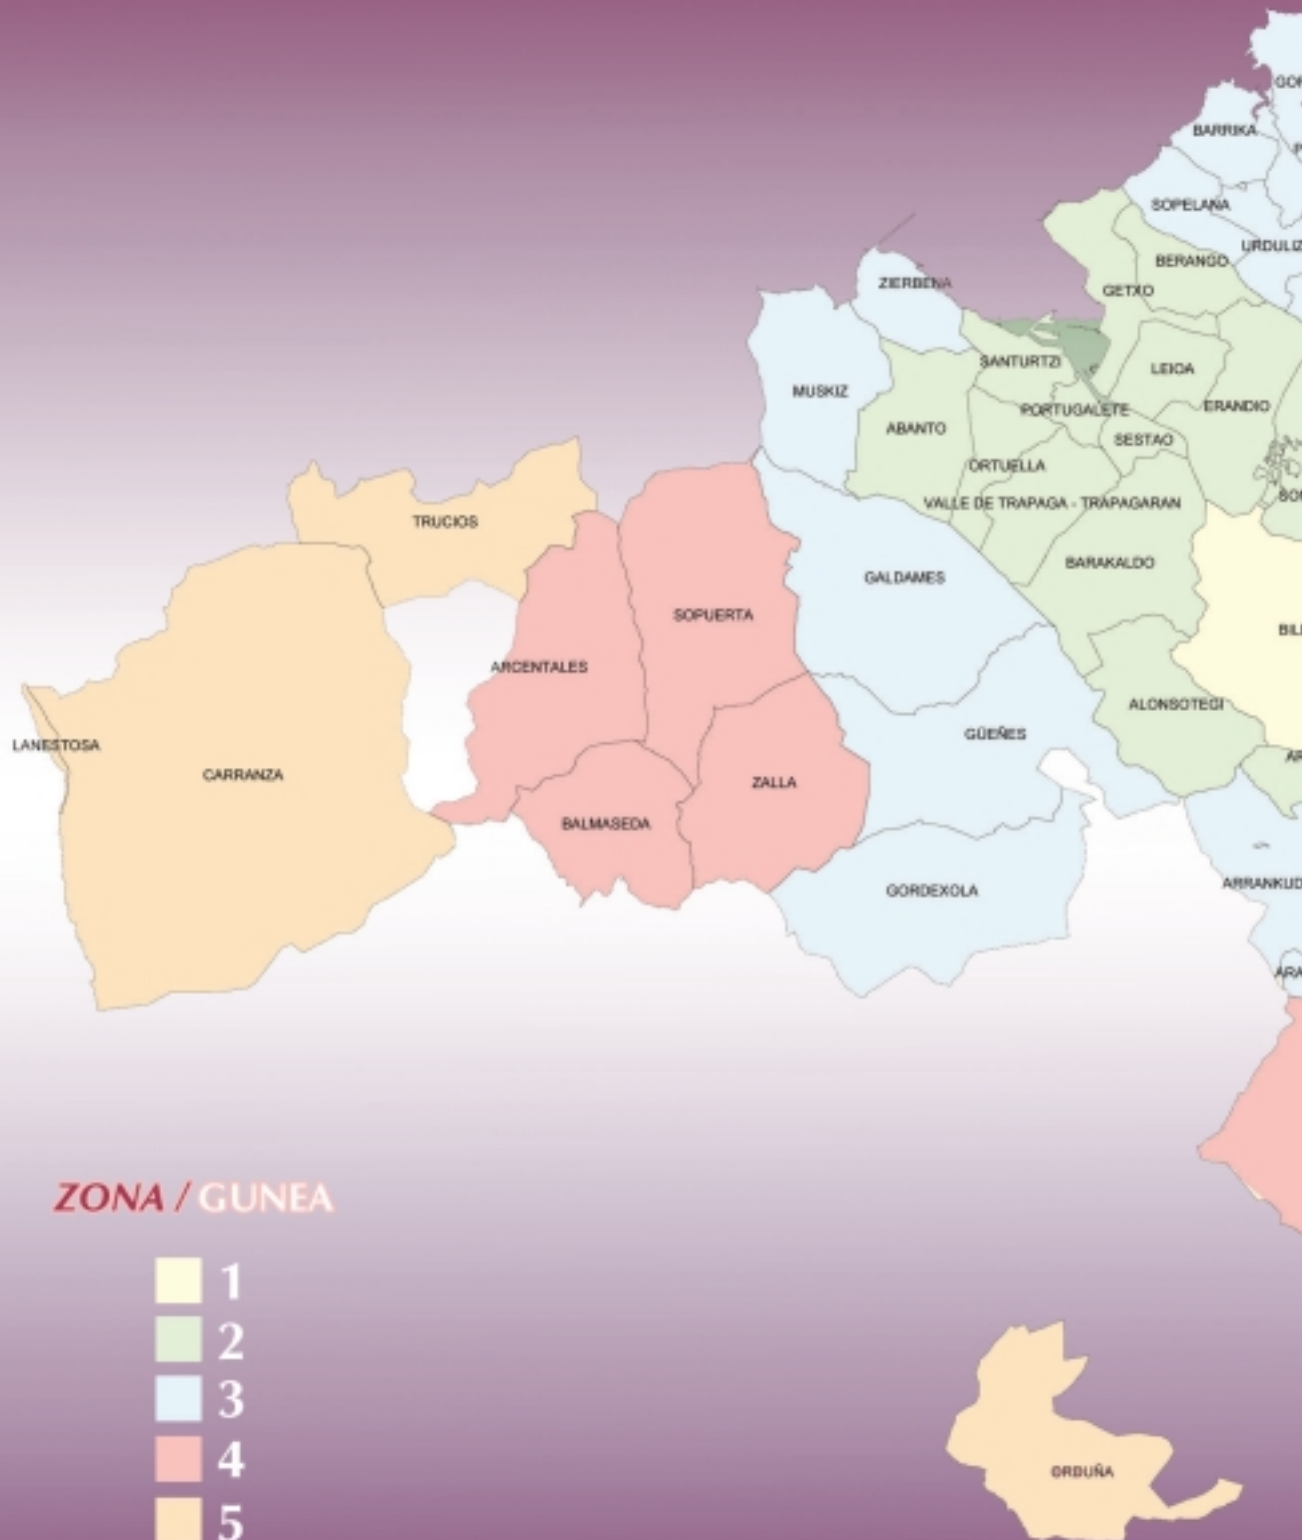 BARRIKA
SOPELANA
BERANGO
ZIERBENA
GETXO
SANTURTZI
LEIOA
MUSKIZ
PORTUGALETE
ERANDIO
ABANTO
SESTAO
ORTUELLA
VALLE DE TRAPAGA - TRAPAGARAN
TRUCIOS
BARAKALDO
GALDAMES
SOPUERTA
ARCENTALES
ALONSOTEGI
GÜEÑES
LANESTOSA
CARRANZA
ZALLA
BALMASEDA
GORDEXOLA
ZONA / GUNEA
1
2
3
4
5
ORDUÑA